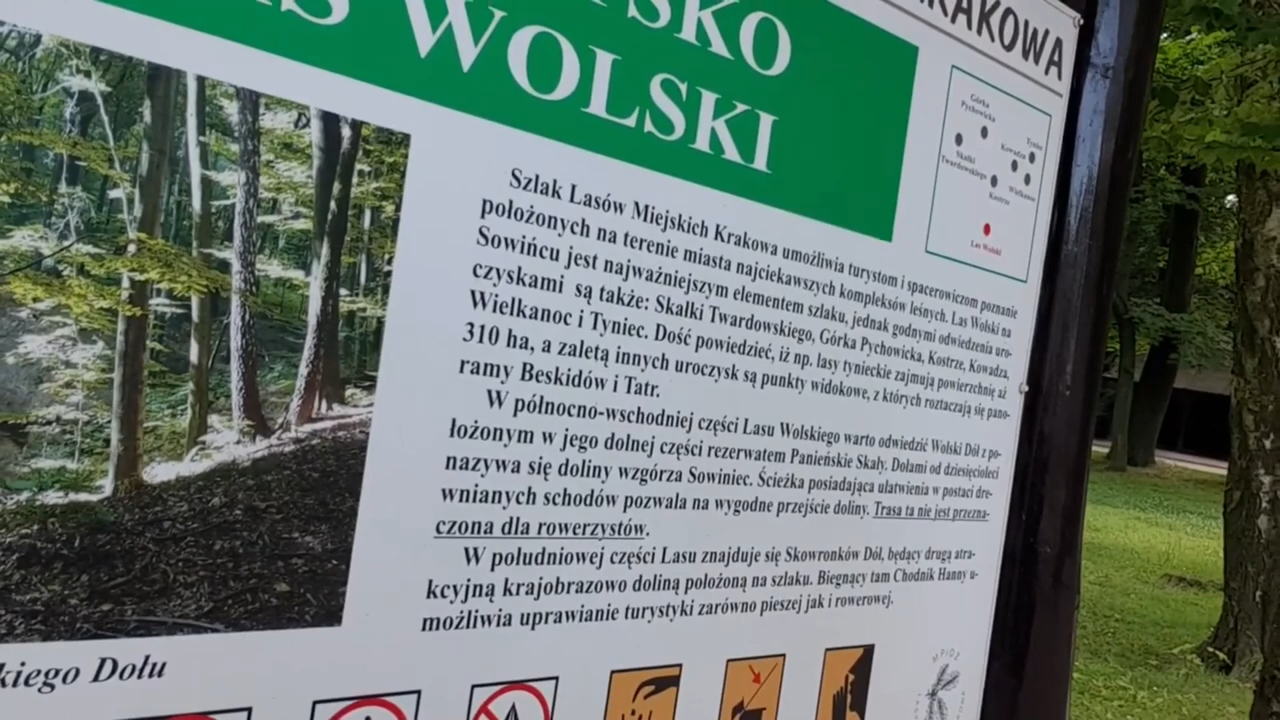 KRAKOWA
WOLSKI
Górka
Pychowicka
Tyniec
Kowadza
Skałki
Twardowskiego
Wielkanoc
Kostrze
Las Wolski
Szlak Lasów Miejskich Krakowa umożliwia turystom i spacerowiczom poznanie
położonych na terenie miasta najciekawszych kompleksów leśnych. Las Wolski na
Sowińcu jest najważniejszym elementem szlaku, jednak godnymi odwiedzenia uro-
czyskami są także: Skałki Twardowskiego, Górka Pychowicka, Kostrze, Kowadza,
Wielkanoc i Tyniec. Dość powiedzieć, iż np. lasy tynieckie zajmują powierzchnię aż
310 ha, a zaletą innych uroczysk są punkty widokowe, z których roztaczają się pano-
ramy Beskidów i Tatr.
W północno-wschodniej części Lasu Wolskiego warto odwiedzić Wolski Dół z po-
łożonym w jego dolnej części rezerwatem Panieńskie Skały. Dołami od dziesięcioleci
nazywa się doliny wzgórza Sowiniec. Ścieżka posiadająca ułatwienia w postaci dre-
wnianych schodów pozwala na wygodne przejście doliny. Trasa ta nie jest przezna-
czona dla rowerzystów.
W południowej części Lasu znajduje się Skowronków Dół, będący drugą atra-
kcyjną krajobrazowo doliną położoną na szlaku. Biegnący tam Chodnik Hanny u-
możliwia uprawianie turystyki zarówno pieszej jak i rowerowej.
kiego Dołu
MPIOZ